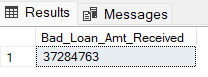 Results Messages
Bad_Loan_Amt_Received
1 37284763